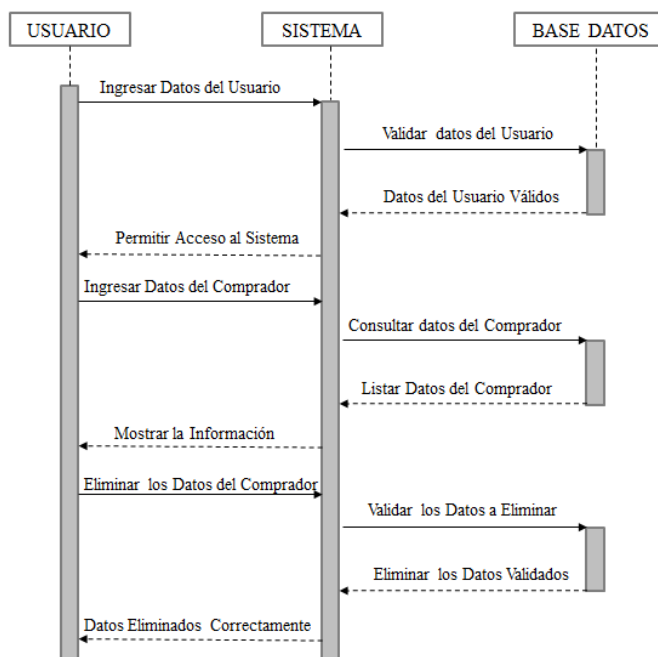 USUARIO
SISTEMA
BASE DATOS
Ingresar Datos del Usuario
Validar datos del Usuario
Datos del Usuario Válidos
Permitir Acceso al Sistema
Ingresar Datos del Comprador
Consultar datos del Comprador
Listar Datos del Comprador
Mostrar la Información
Eliminar los Datos del Comprador
Validar los Datos a Eliminar
Eliminar los Datos Validados
Datos Eliminados Correctamente